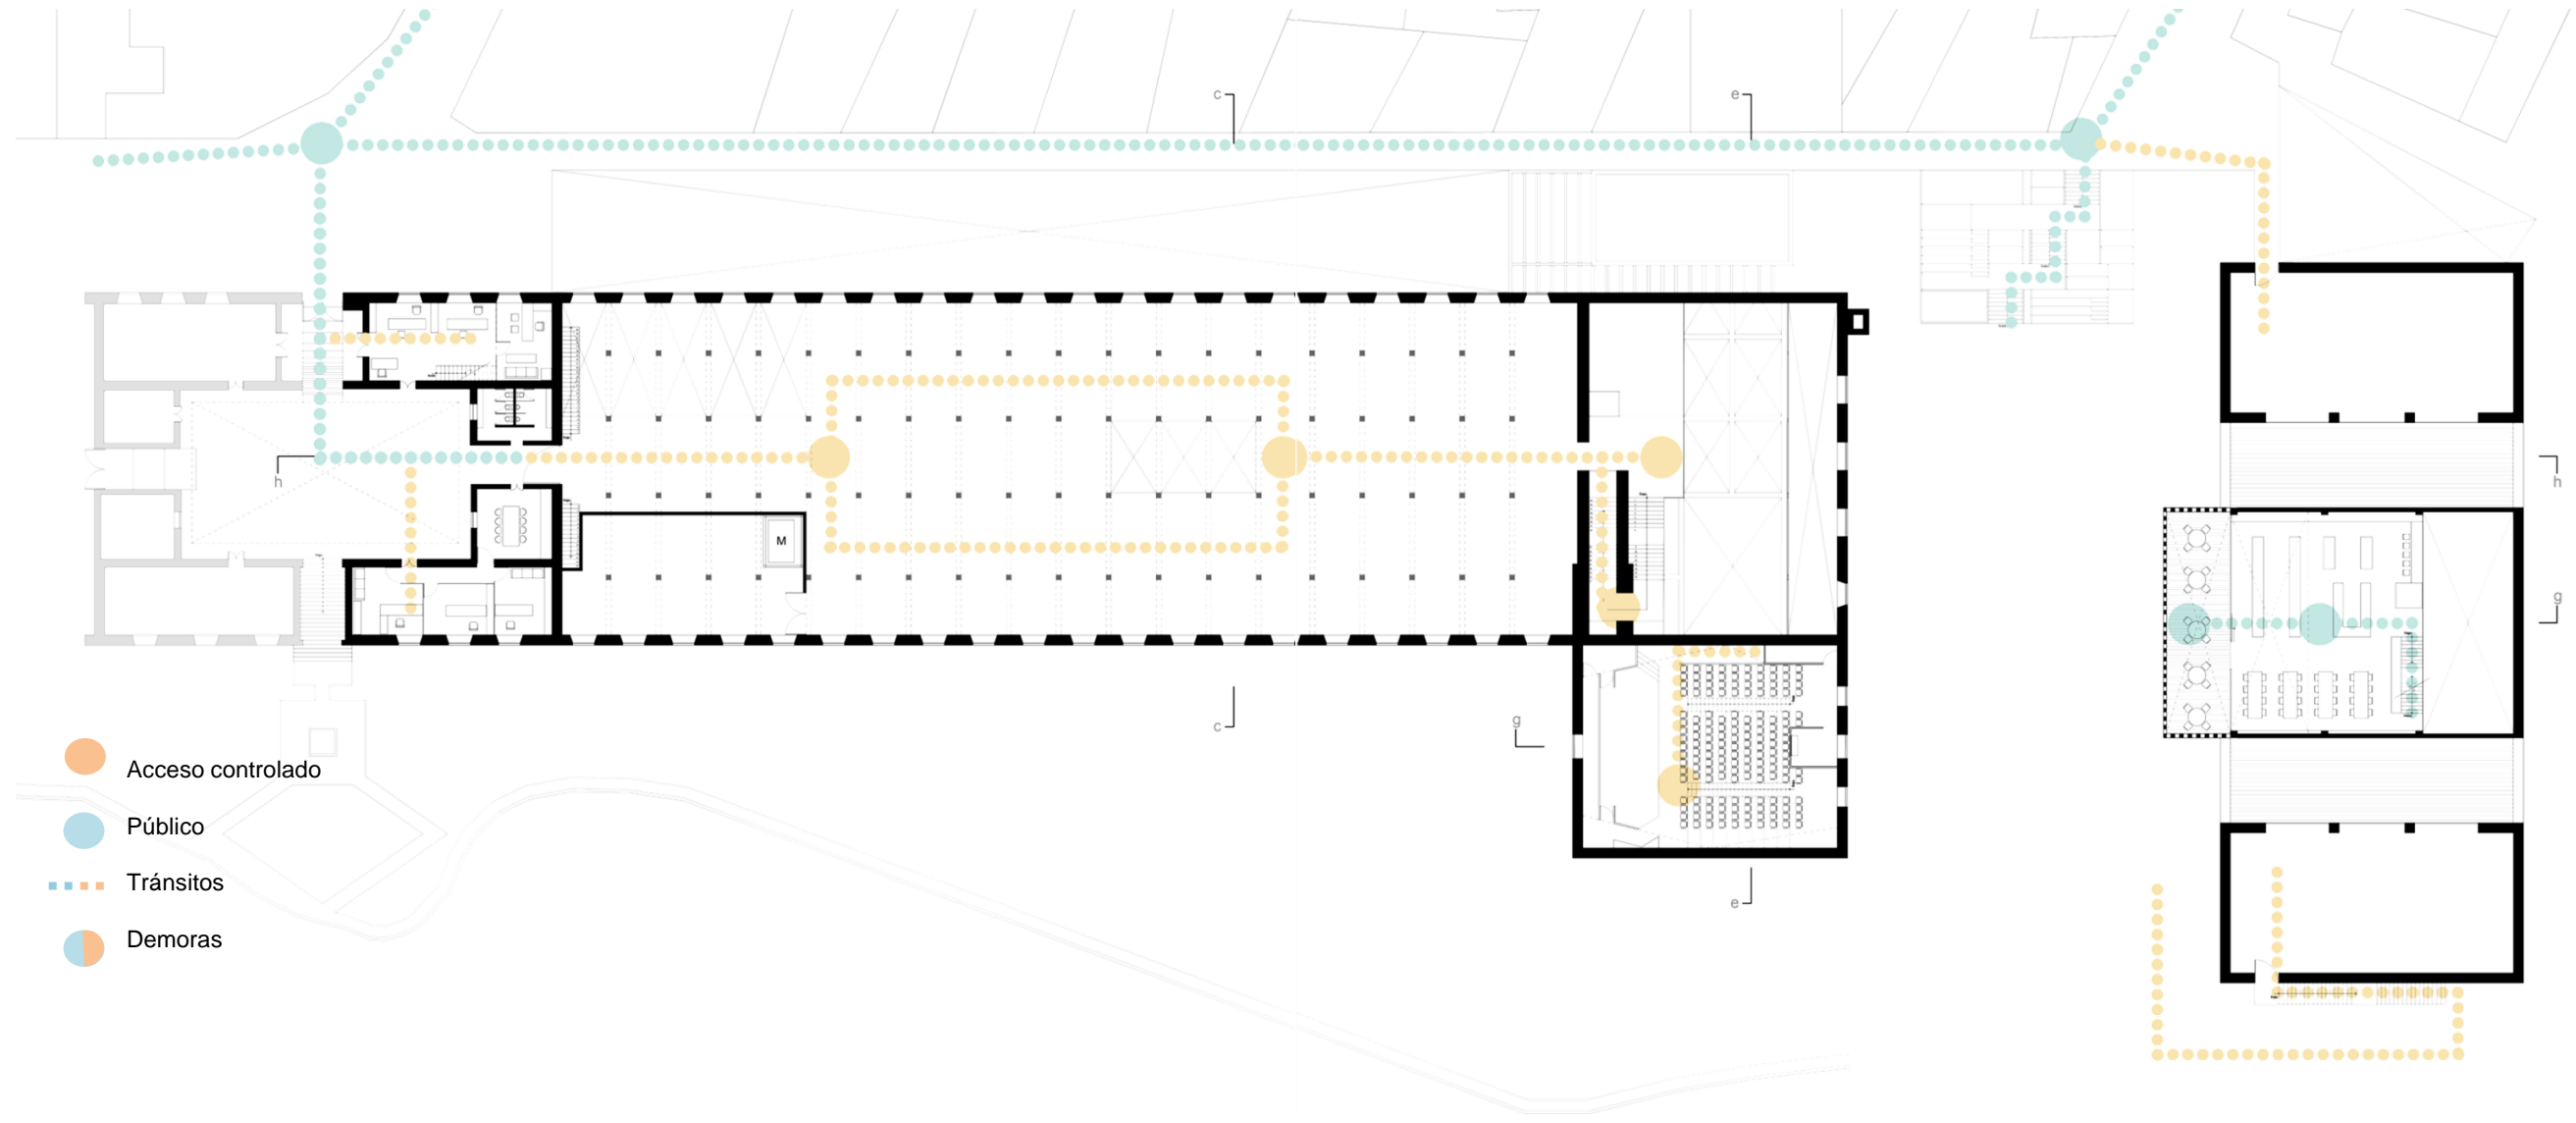 c
e
h
M
h
g
c
g
e
Acceso controlado
Público
Tránsitos
Demoras